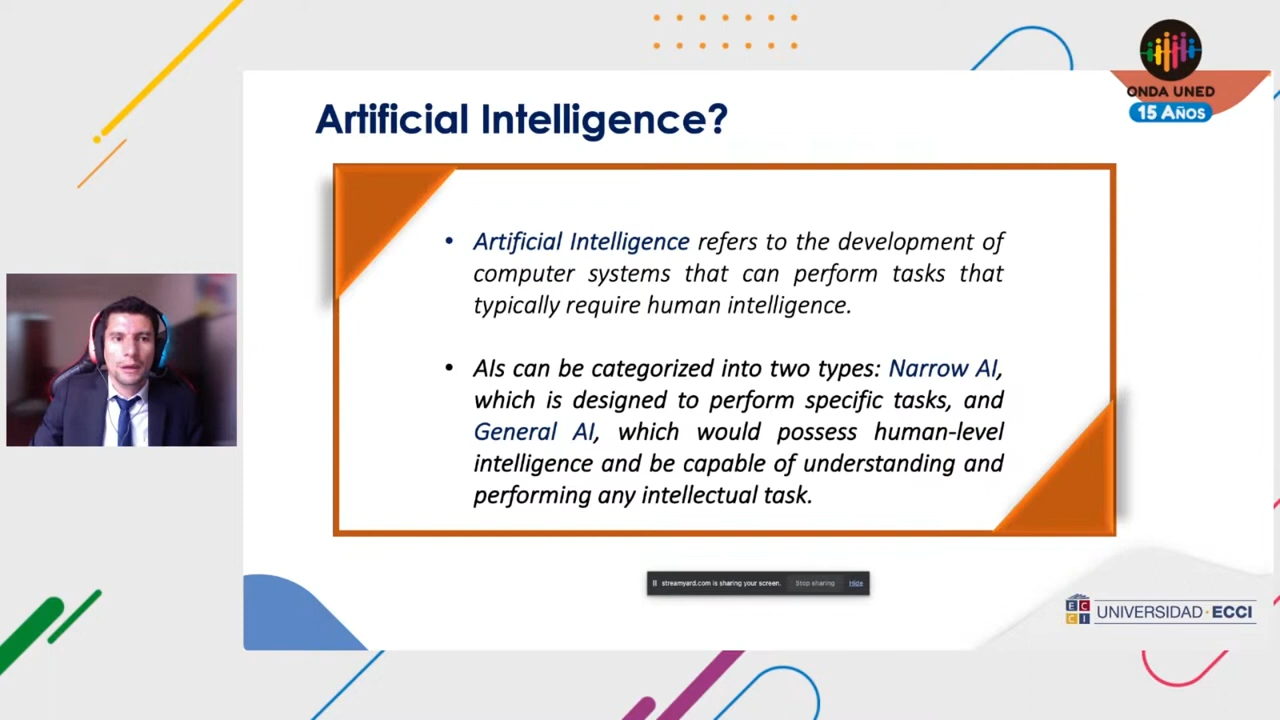 ONDA UNED
15 AÑOS
Artificial Intelligence?
• Artificial Intelligence refers to the development of
computer systems that can perform tasks that
typically require human intelligence.
• AIs can be categorized into two types: Narrow AI,
which is designed to perform specific tasks, and
General AI, which would possess human-level
intelligence and be capable of understanding and
performing any intellectual task.
streamyard.com is sharing your screen. Stop sharing Hide
ECCI UNIVERSIDAD · ECCI